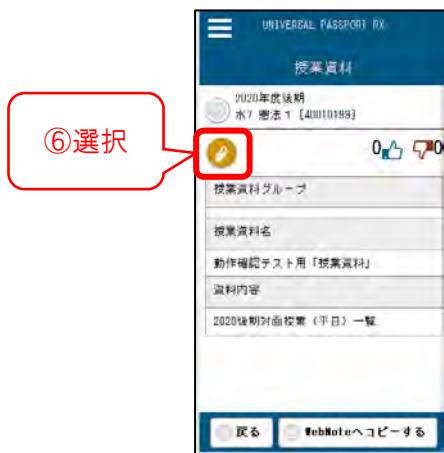 UNIVERSAL PASSPORT RX
授業資料
2020年度後期
水7 憲法1 [40010193]
⑥選択
0 0
授業資料グループ
授業資料名
動作確認テスト用「授業資料」
資料内容
2020後期対面授業（平日）一覧
戻る WebNoteへコピーする